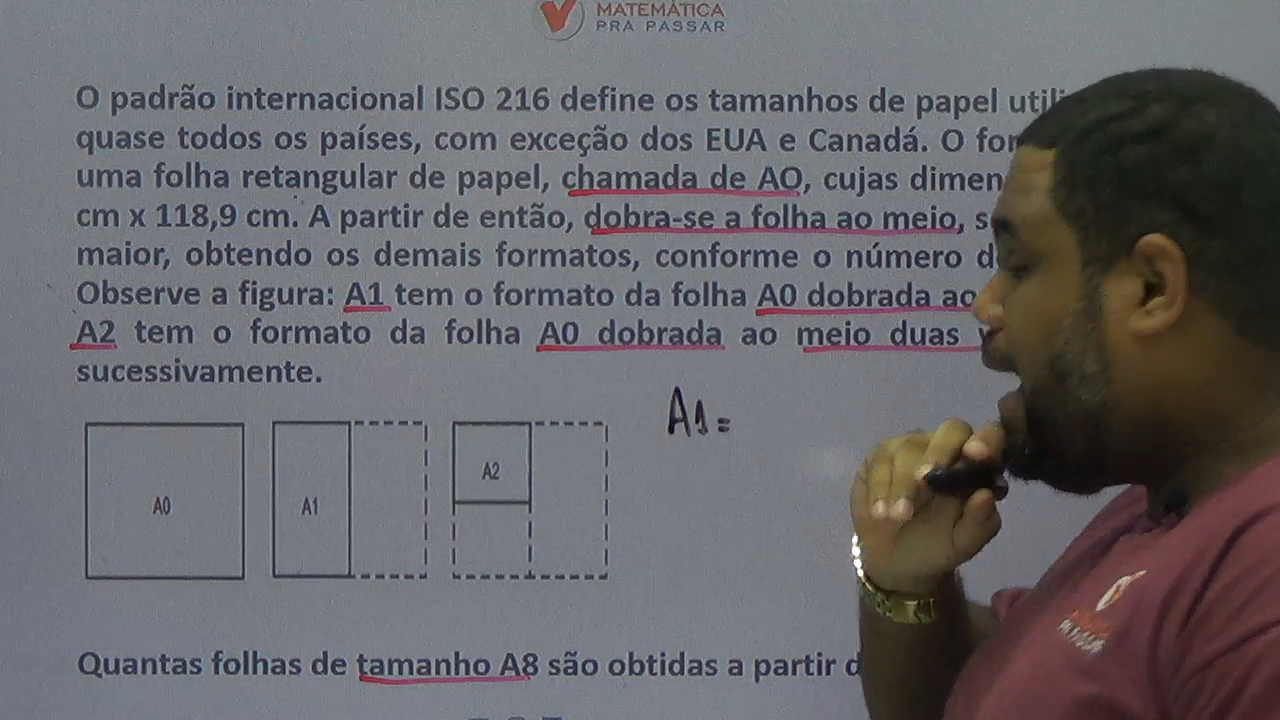 MATEMÁTICA
PRA PASSAR
O padrão internacional ISO 216 define os tamanhos de papel
quase todos os países, com exceção dos EUA e Canadá. O
uma folha retangular de papel, chamada de AO, cujas
cm x 118,9 cm. A partir de então, dobra-se a folha ao meio,
maior, obtendo os demais formatos, conforme o número
Observe a figura: A1 tem o formato da folha A0 dobrada ao
A2 tem o formato da folha A0 dobrada ao meio duas
sucessivamente.
A1=
A0
A1
A2
Quantas folhas de tamanho A8 são obtidas a partir